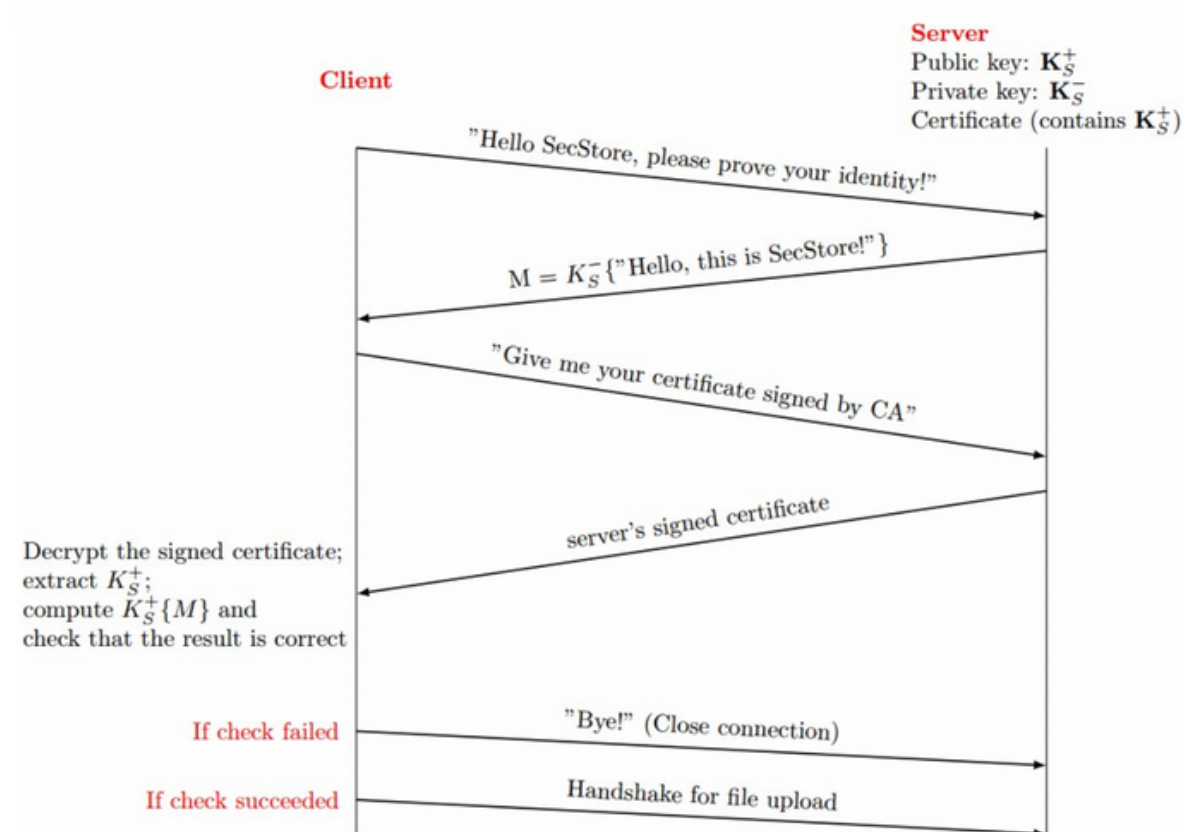 Server
Public key: K_S^+
Private key: K_S^-
Certificate (contains K_S^+)
Client
”Hello SecStore, please prove your identity!”
M = K_S^-{”Hello, this is SecStore!”}
”Give me your certificate signed by CA”
server’s signed certificate
Decrypt the signed certificate;
extract K_S^+;
compute K_S^+{M} and
check that the result is correct
If check failed
”Bye!” (Close connection)
If check succeeded
Handshake for file upload